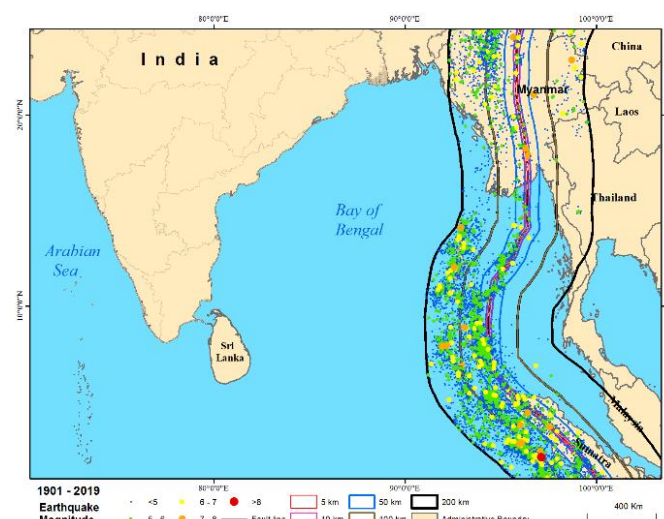 80°0'0"E 90°0'0"E 100°0'0"E
India
China
20°0'0"N
Myanmar
Laos
Thailand
Bay of
Bengal
Arabian
Sea
10°0'0"N
Sri
Lanka
Malaysia
Sumatra
80°0'0"E 90°0'0"E 100°0'0"E
1901 - 2019
Earthquake
Magnitude
<5 6 - 7 >8 5 km 50 km 200 km
5 - 6 7 - 8 Fault line 10 km 100 km Administrative Boundary
400 Km